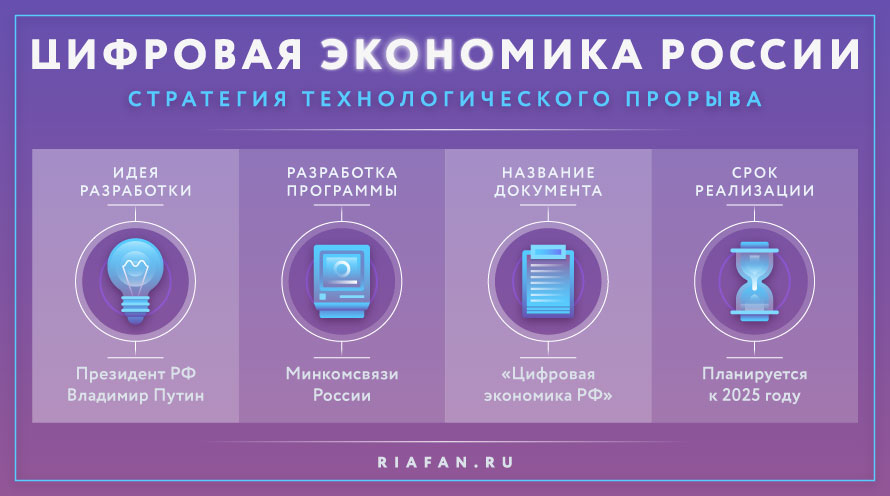 ЦИФРОВАЯ ЭКОНОМИКА РОССИИ
СТРАТЕГИЯ ТЕХНОЛОГИЧЕСКОГО ПРОРЫВА
ИДЕЯ
РАЗРАБОТКИ
Президент РФ
Владимир Путин
РАЗРАБОТКА
ПРОГРАММЫ
Минкомсвязи
России
НАЗВАНИЕ
ДОКУМЕНТА
«Цифровая
экономика РФ»
СРОК
РЕАЛИЗАЦИИ
Планируется
к 2025 году
RIAFAN.RU